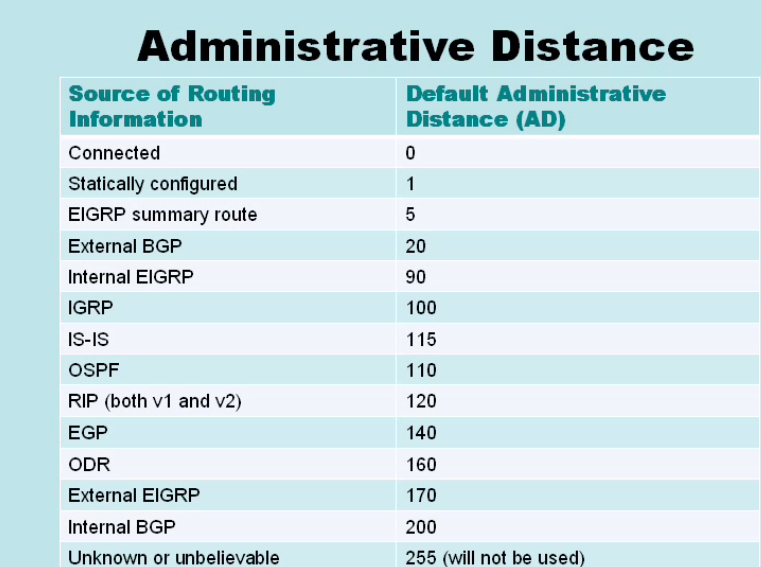 Administrative Distance
Source of Routing Information
Default Administrative Distance (AD)
Connected 0
Statically configured 1
EIGRP summary route 5
External BGP 20
Internal EIGRP 90
IGRP 100
IS-IS 115
OSPF 110
RIP (both v1 and v2) 120
EGP 140
ODR 160
External EIGRP 170
Internal BGP 200
Unknown or unbelievable 255 (will not be used)